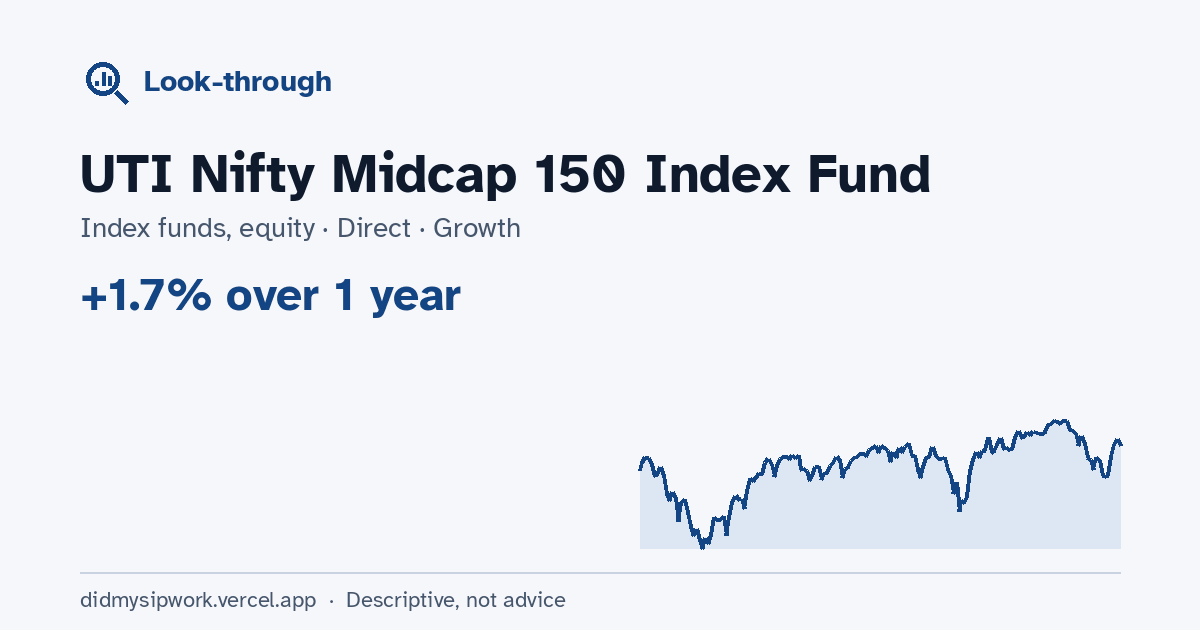 Look-through
UTI Nifty Midcap 150 Index Fund
Index funds, equity · Direct · Growth
+1.7% over 1 year
didmysipwork.vercel.app · Descriptive, not advice